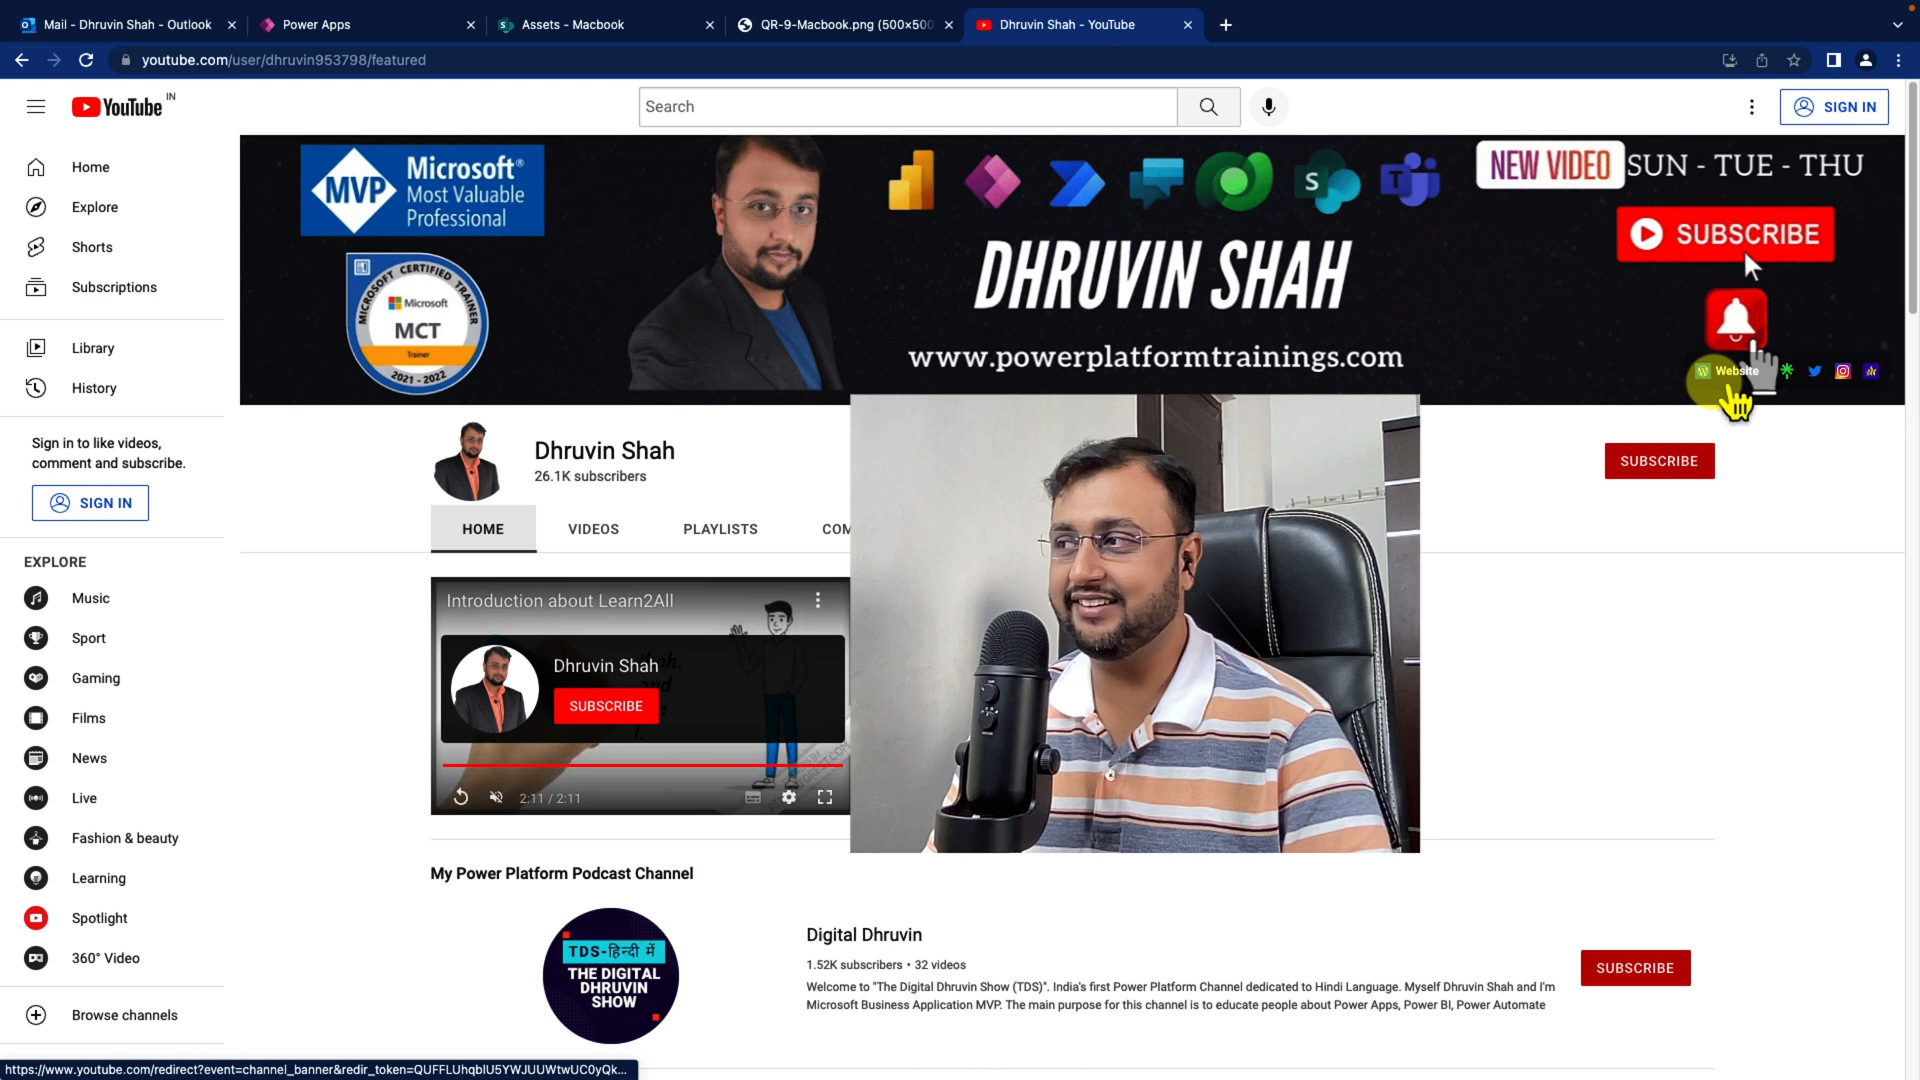 Mail - Dhruvin Shah - Outlook
Power Apps
Assets - Macbook
QR-9-Macbook.png (500×500
Dhruvin Shah - YouTube
youtube.com/user/dhruvin953798/featured
YouTube IN
Search
SIGN IN
Home
Explore
Shorts
Subscriptions
Library
History
Sign in to like videos,
comment and subscribe.
SIGN IN
EXPLORE
Music
Sport
Gaming
Films
News
Live
Fashion & beauty
Learning
Spotlight
360° Video
Browse channels
MVP
Microsoft®
Most Valuable
Professional
MICROSOFT CERTIFIED TRAINER
Microsoft
MCT
Trainer
2021 - 2022
S
T
DHRUVIN SHAH
www.powerplatformtrainings.com
NEW VIDEO SUN - TUE - THU
SUBSCRIBE
Website
Dhruvin Shah
26.1K subscribers
SUBSCRIBE
HOME
VIDEOS
PLAYLISTS
COM
Introduction about Learn2All
Dhruvin Shah
SUBSCRIBE
2:11 / 2:11
My Power Platform Podcast Channel
TDS-हिन्दी में
THE DIGITAL
DHRUVIN
SHOW
Digital Dhruvin
1.52K subscribers • 32 videos
Welcome to "The Digital Dhruvin Show (TDS)". India's first Power Platform Channel dedicated to Hindi Language. Myself Dhruvin Shah and I'm
Microsoft Business Application MVP. The main purpose for this channel is to educate people about Power Apps, Power BI, Power Automate
SUBSCRIBE
https://www.youtube.com/redirect?event=channel_banner&redir_token=QUFFLUhqblU5YWJUUWtwUC0yQk...